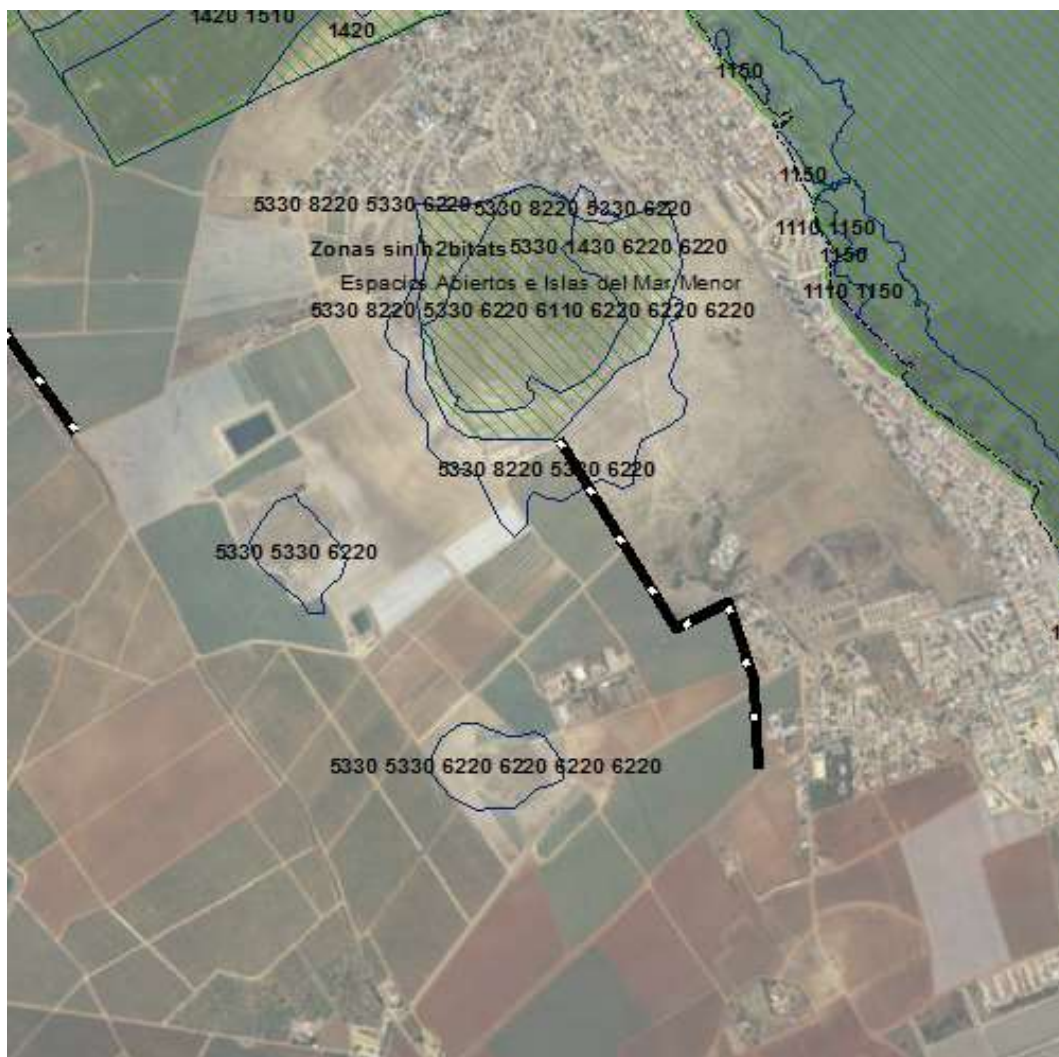 1420 1510
1420
1150
1150
5330 8220 5330 6220
5330 8220 5330 6220
1110 1150
Zonas sin h2bitats
5330 1430 6220 6220
1150
Espacios Abiertos e Islas del Mar Menor
1110 1150
5330 8220 5330 6220 6110 6220 6220 6220
5330 8220 5330 6220
5330 5330 6220
5330 5330 6220 6220 6220 6220